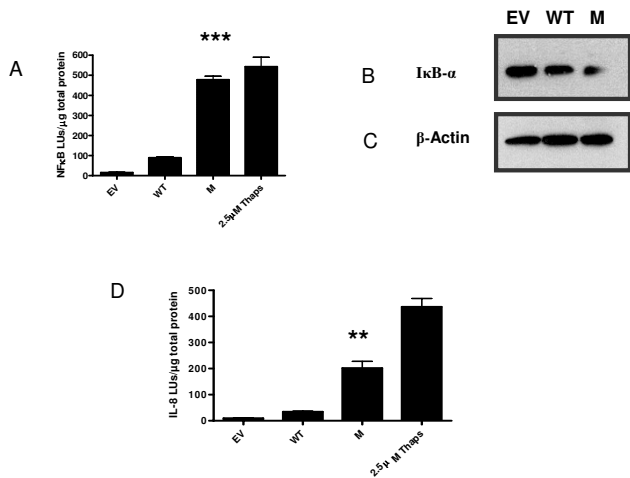 A
***
NFκB LUs/µg total protein
600
500
400
300
200
100
0
EV
WT
M
2.5µM Thaps
EV WT M
B IκB-α
C β-Actin
D
**
IL-8 LUs/µg total protein
500
400
300
200
100
0
EV
WT
M
2.5µ M Thaps